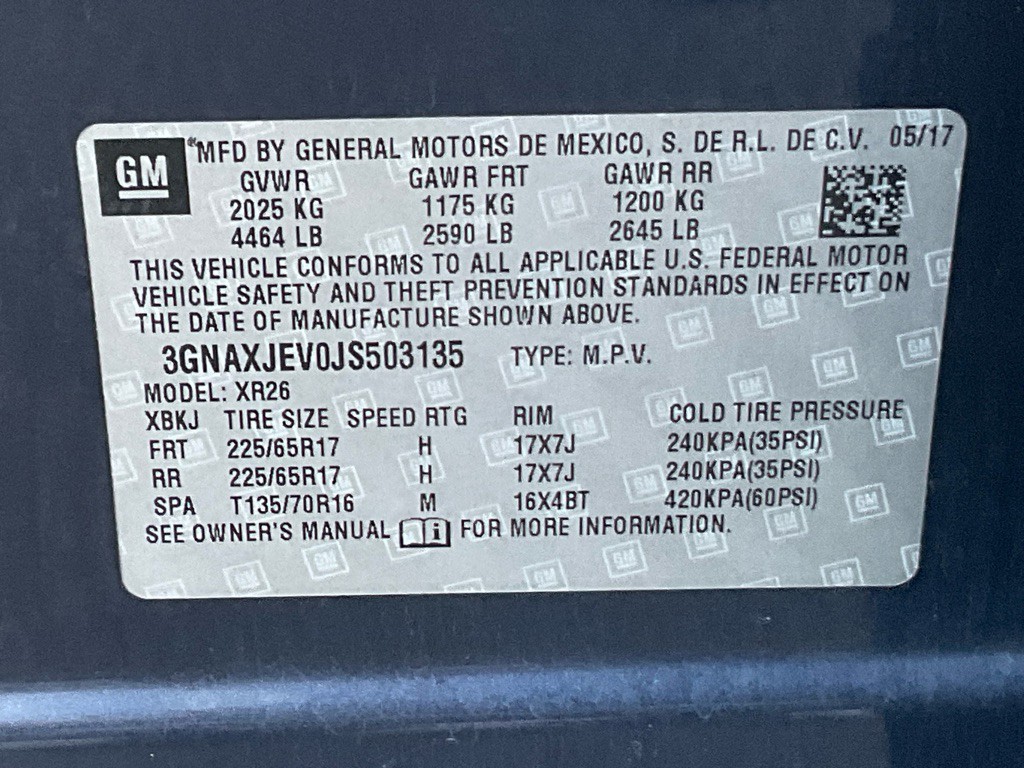 GM
"MFD BY GENERAL MOTORS DE MEXICO, S. DE R.L. DE C.V. 05/17
GVWR GAWR FRT GAWR RR
2025 KG 1175 KG 1200 KG
4464 LB 2590 LB 2645 LB
THIS VEHICLE CONFORMS TO ALL APPLICABLE U.S. FEDERAL MOTOR
VEHICLE SAFETY AND THEFT PREVENTION STANDARDS IN EFFECT ON
THE DATE OF MANUFACTURE SHOWN ABOVE.
3GNAXJEV0JS503135 TYPE: M.P.V.
MODEL: XR26
XBKJ TIRE SIZE SPEED RTG RIM COLD TIRE PRESSURE
FRT 225/65R17 H 17X7J 240KPA(35PSI)
RR 225/65R17 H 17X7J 240KPA(35PSI)
SPA T135/70R16 M 16X4BT 420KPA(60PSI)
SEE OWNER'S MANUAL i FOR MORE INFORMATION.